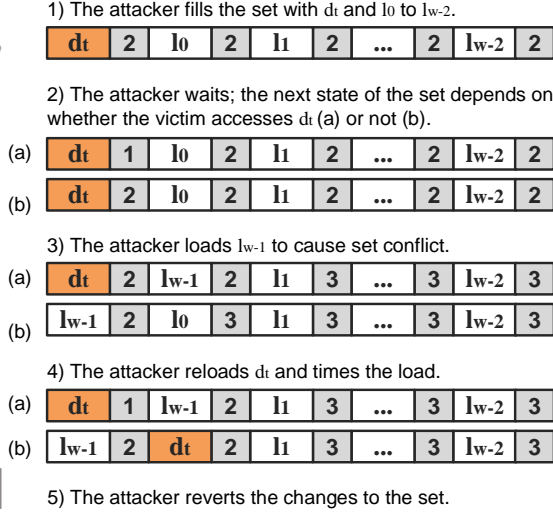 1) The attacker fills the set with dt and l0 to lw-2.
dt 2 l0 2 l1 2 ... 2 lw-2 2
2) The attacker waits; the next state of the set depends on
whether the victim accesses dt (a) or not (b).
(a) dt 1 l0 2 l1 2 ... 2 lw-2 2
(b) dt 2 l0 2 l1 2 ... 2 lw-2 2
3) The attacker loads lw-1 to cause set conflict.
(a) dt 2 lw-1 2 l1 3 ... 3 lw-2 3
(b) lw-1 2 l0 3 l1 3 ... 3 lw-2 3
4) The attacker reloads dt and times the load.
(a) dt 1 lw-1 2 l1 3 ... 3 lw-2 3
(b) lw-1 2 dt 2 l1 3 ... 3 lw-2 3
5) The attacker reverts the changes to the set.